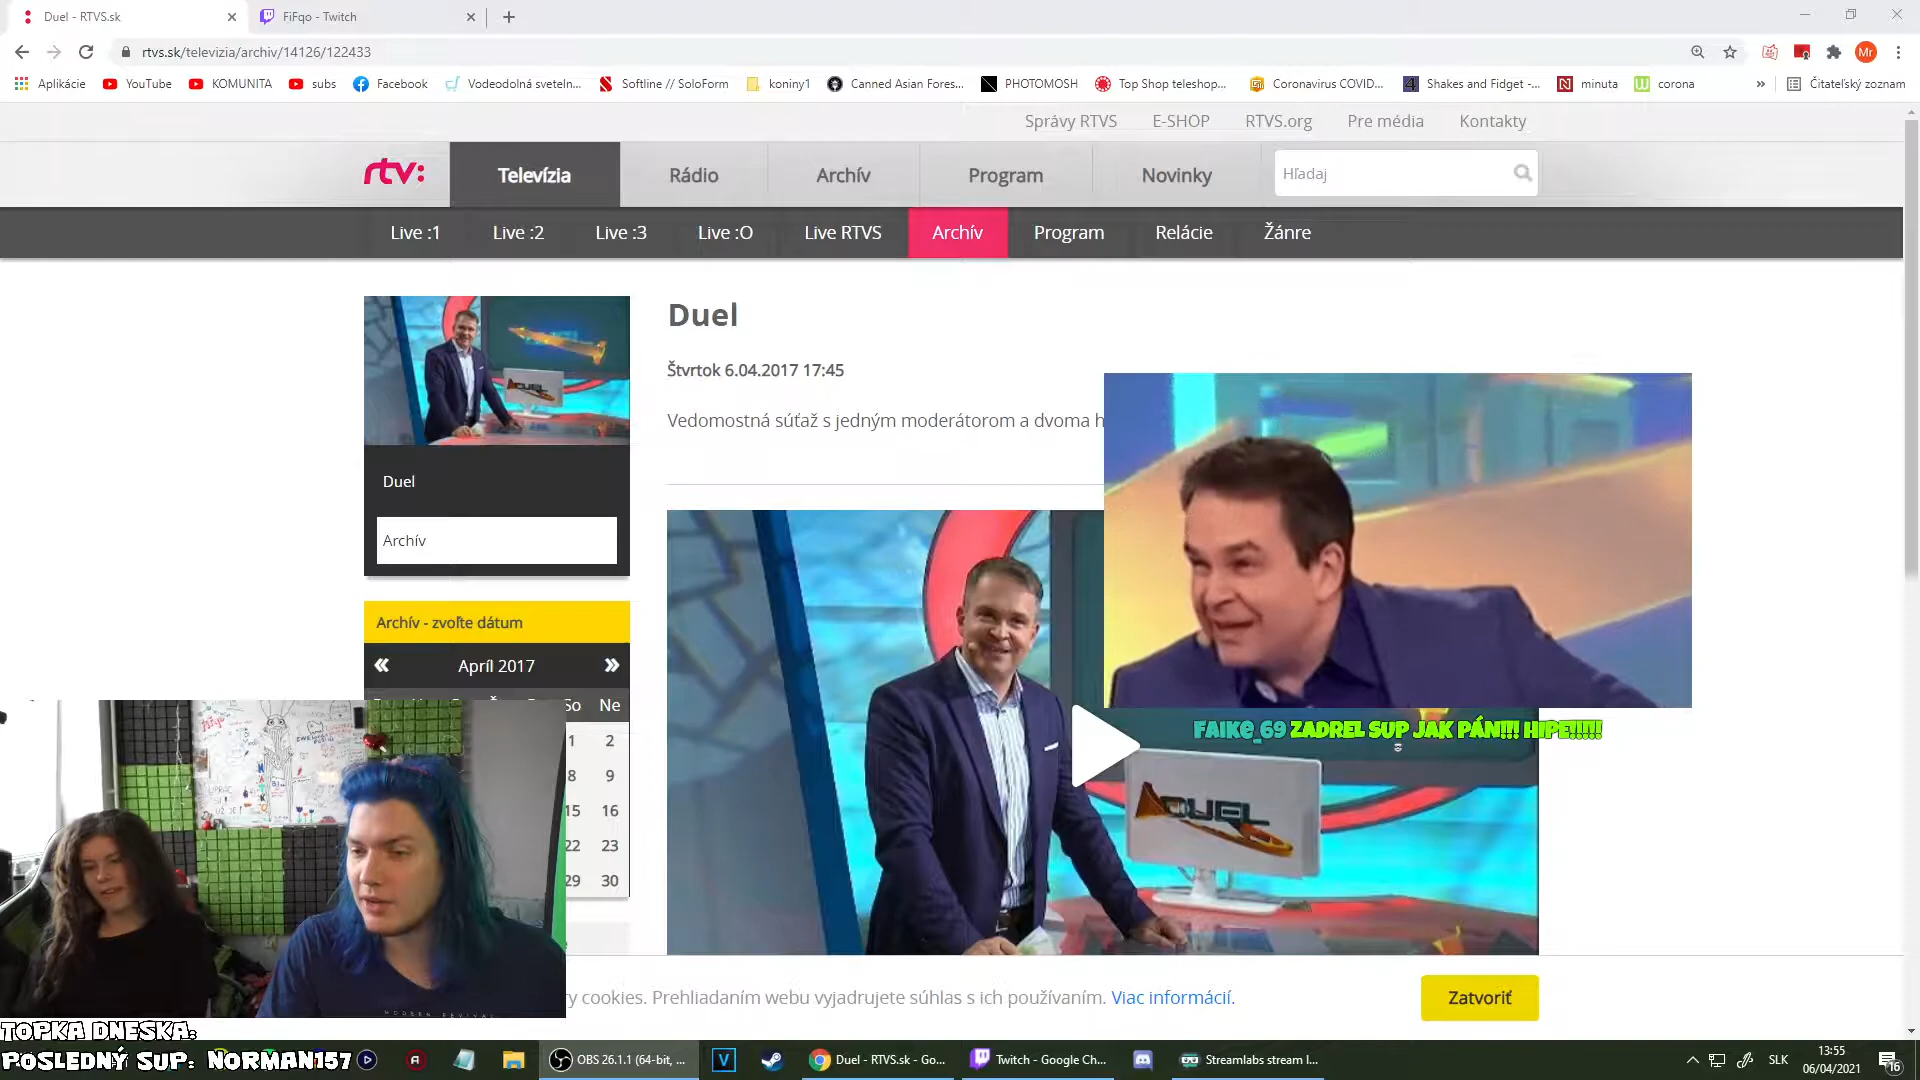 Duel - RTVS.sk
FiFqo - Twitch
rtvs.sk/televizia/archiv/14126/122433
Mr
Aplikácie
YouTube
KOMUNITA
subs
Facebook
Vodeodolná sveteln...
Softline // SoloForm
koniny1
Canned Asian Fores...
PHOTOMOSH
Top Shop teleshop...
Coronavirus COVID...
Shakes and Fidget -...
minuta
corona
»
Čitateľský zoznam
Správy RTVS
E-SHOP
RTVS.org
Pre média
Kontakty
rtv:
Televízia
Rádio
Archív
Program
Novinky
Hľadaj
Live :1
Live :2
Live :3
Live :O
Live RTVS
Archív
Program
Relácie
Žánre
Duel
Štvrtok 6.04.2017 17:45
Vedomostná súťaž s jedným moderátorom a dvoma h
DUEL
Duel
Archív
Archív - zvoľte dátum
«
Apríl 2017
»
So Ne
1 2
8 9
15 16
22 23
29 30
FAIKE_69 ZADREL SUP JAK PÁN!!! HIPE!!!!!
DUEL
MODERN REVIVAL
y cookies. Prehliadaním webu vyjadrujete súhlas s ich používaním. Viac informácií.
Zatvoriť
TOPKA DNESKA:
POSLEDNÝ SUP: NORMAN157
OBS 26.1.1 (64-bit, ...
Duel - RTVS.sk - Go...
Twitch - Google Ch...
Streamlabs stream l...
SLK
13:55
06/04/2021
16